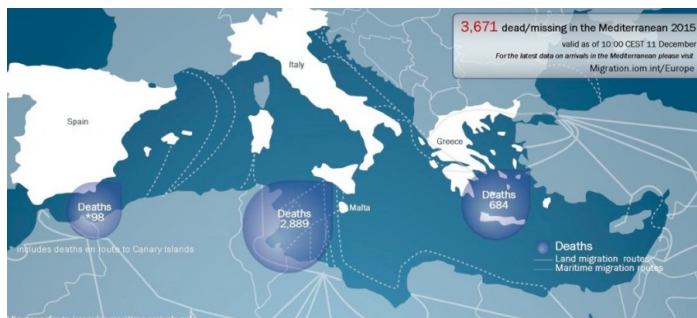 3,671 dead/missing in the Mediterranean 2015
valid as of 10:00 CEST 11 December
For the latest data on arrivals in the Mediterranean please visit
Migration.iom.int/Europe
Italy
Spain
Greece
Deaths
*98
Deaths
2,889
Malta
Deaths
684
* includes deaths en route to Canary Islands
Deaths
Land migration routes
Maritime migration routes